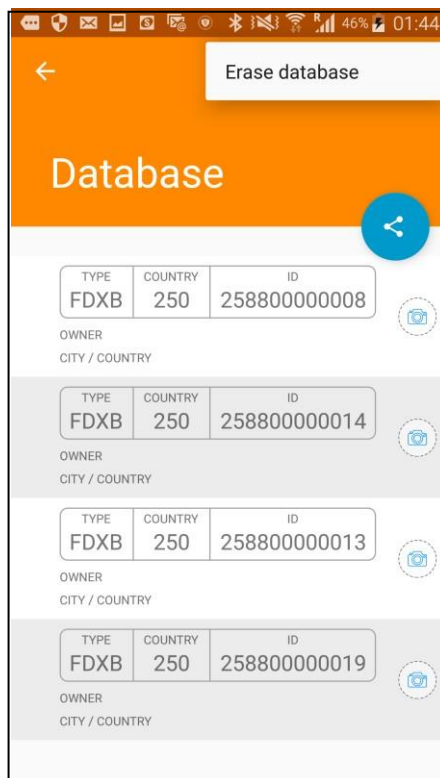 R 46% 01:44
Erase database
Database
TYPE COUNTRY ID
FDXB 250 258800000008
OWNER
CITY / COUNTRY
TYPE COUNTRY ID
FDXB 250 258800000014
OWNER
CITY / COUNTRY
TYPE COUNTRY ID
FDXB 250 258800000013
OWNER
CITY / COUNTRY
TYPE COUNTRY ID
FDXB 250 258800000019
OWNER
CITY / COUNTRY